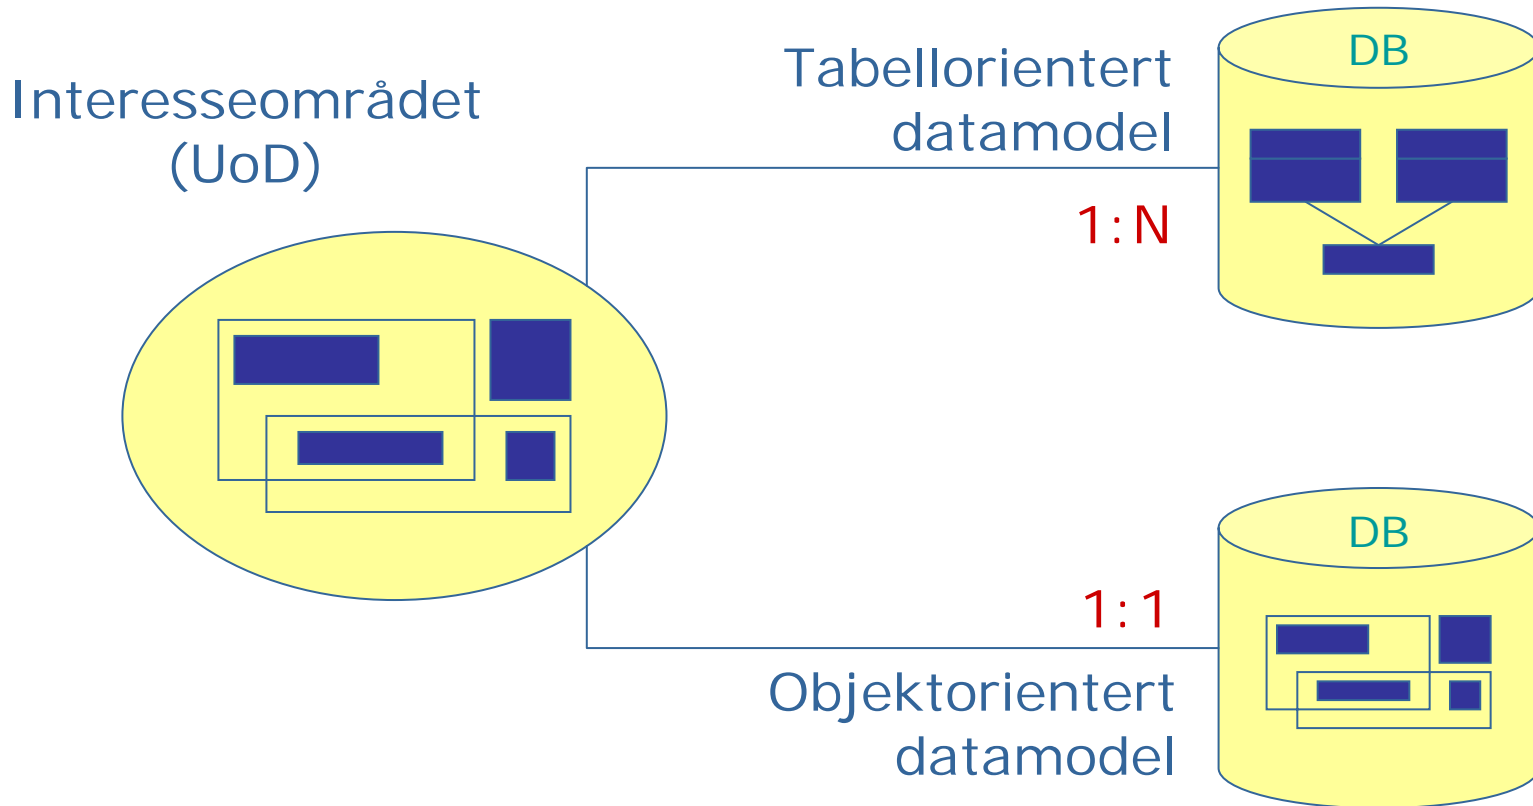 Interesseområdet
(UoD)
Tabellorientert
datamodel
1:N
DB
DB
1:1
Objektorientert
datamodel